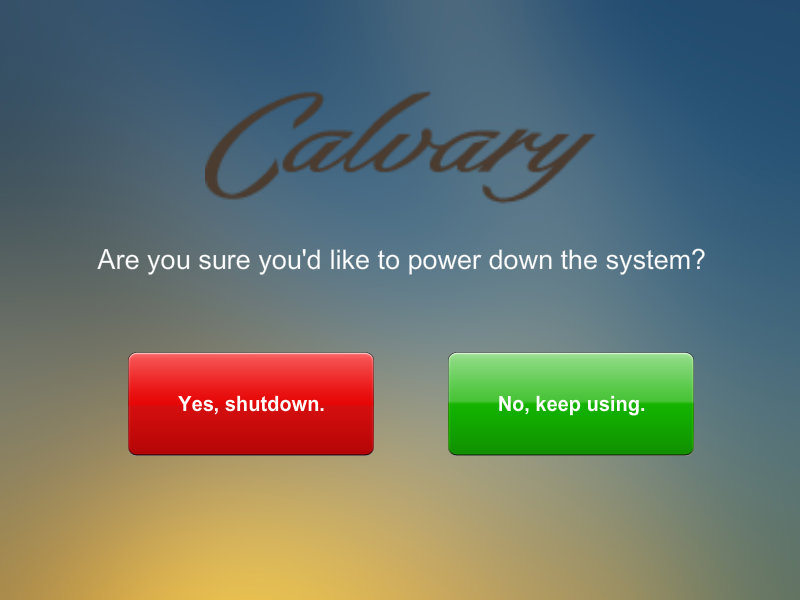 Calvary
Are you sure you'd like to power down the system?
Yes, shutdown.
No, keep using.